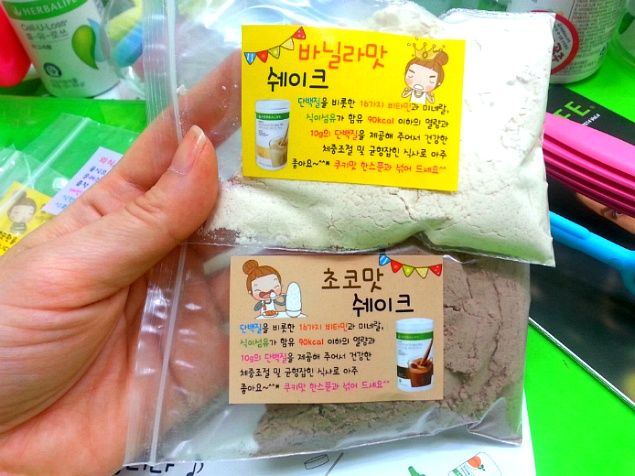 HERBALIFE
Cell-U-Loss
바닐라맛
쉐이크
단백질을 비롯한 16가지 비타민과 미네랄,
식이섬유가 함유 90kcal 이하의 열량과
10g의 단백질을 제공해 주어서 건강한
체중조절 및 균형잡힌 식사로 아주
좋아요~^^* 쿠키맛 한스푼과 섞어 드세요^^
초코맛
쉐이크
단백질을 비롯한 16가지 비타민과 미네랄,
식이섬유가 함유 90kcal 이하의 열량과
10g의 단백질을 제공해 주어서 건강한
체중조절 및 균형잡힌 식사로 아주
좋아요~^^* 쿠키맛 한스푼과 섞어 드세요^^